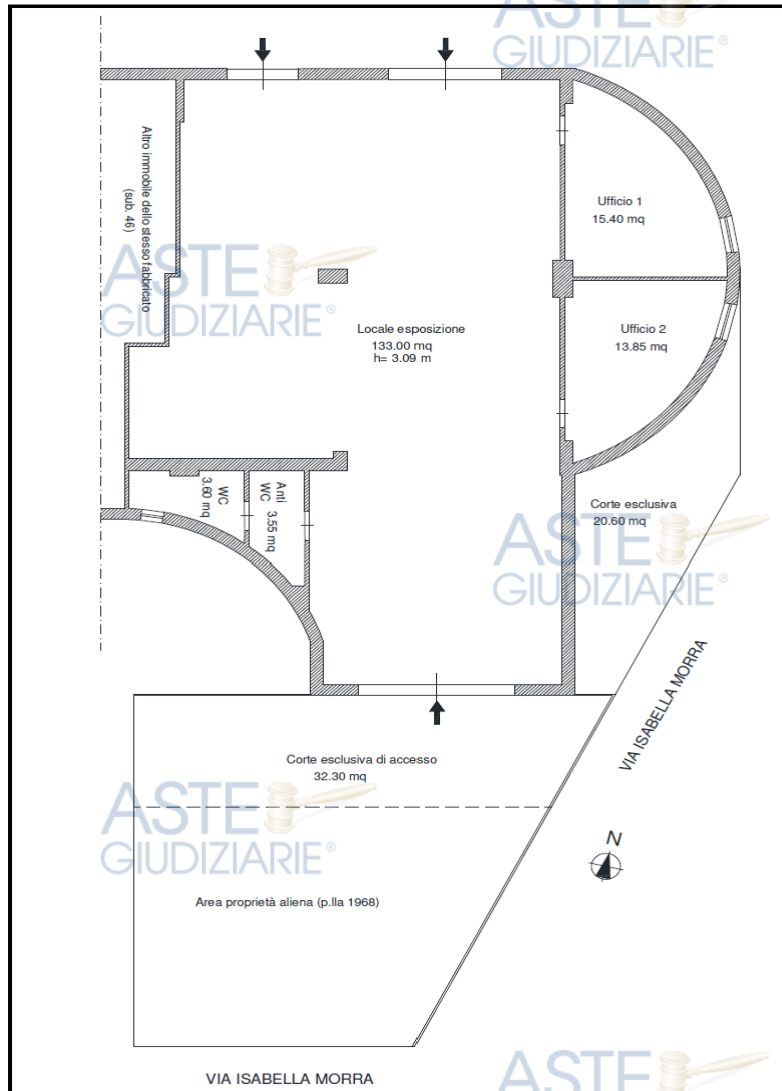 ASTE
GIUDIZIARIE®
Altro immobile dello stesso fabbricato
(sub. 46)
Ufficio 1
15.40 mq
ASTE
GIUDIZIARIE®
Locale esposizione
133.00 mq
h= 3.09 m
Ufficio 2
13.85 mq
WC
3.60 mq
Anti
WC 3.55 mq
Corte esclusiva
20.60 mq
ASTE
GIUDIZIARIE®
VIA ISABELLA MORRA
Corte esclusiva di accesso
32.30 mq
ASTE
GIUDIZIARIE®
N
Area proprietà aliena (p.lla 1968)
ASTE
VIA ISABELLA MORRA